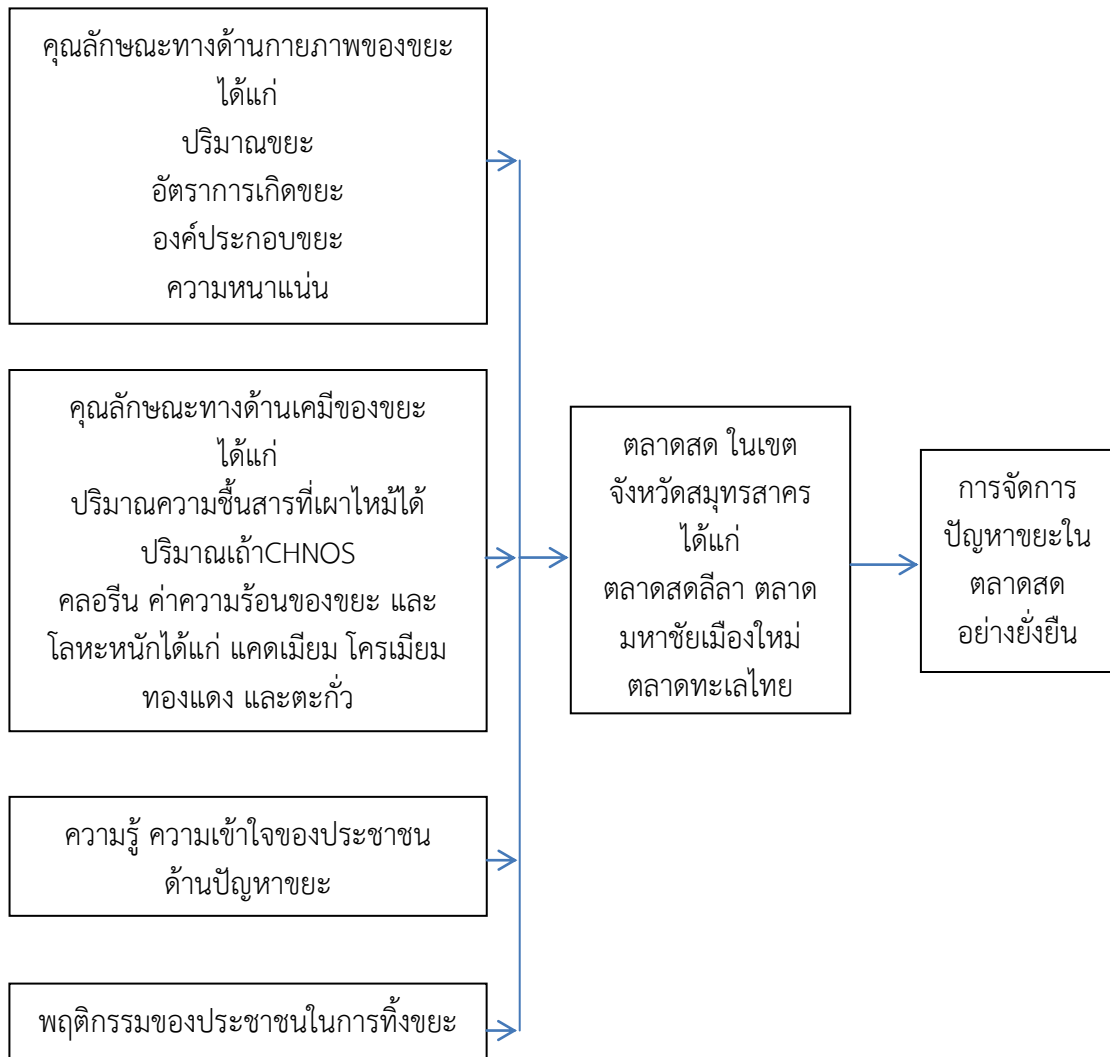 คุณลักษณะทางด้านกายภาพของขยะ
ได้แก่
ปริมาณขยะ
อัตราการเกิดขยะ
องค์ประกอบขยะ
ความหนาแน่น
คุณลักษณะทางด้านเคมีของขยะ
ได้แก่
ปริมาณความชื้นสารที่เผาไหม้ได้
ปริมาณเถ้าCHNOS
คลอรีน ค่าความร้อนของขยะ และ
โลหะหนักได้แก่ แคดเมียม โครเมียม
ทองแดง และตะกั่ว
ความรู้ ความเข้าใจของประชาชน
ด้านปัญหาขยะ
พฤติกรรมของประชาชนในการทิ้งขยะ
ตลาดสด ในเขต
จังหวัดสมุทรสาคร
ได้แก่
ตลาดสดลีลา ตลาด
มหาชัยเมืองใหม่
ตลาดทะเลไทย
การจัดการ
ปัญหาขยะใน
ตลาดสด
อย่างยั่งยืน